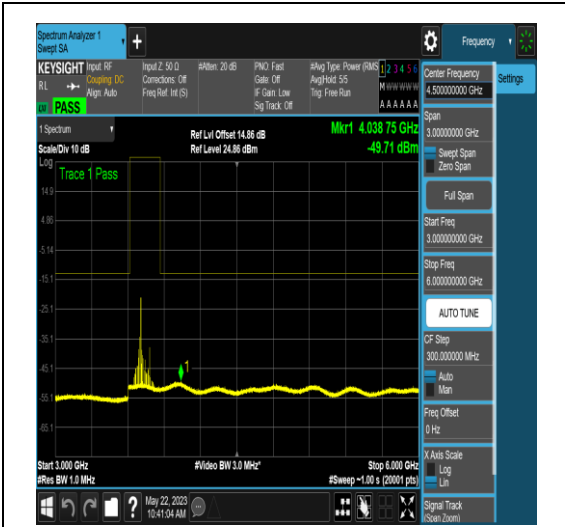 Spectrum Analyzer 1
Swept SA
Frequency
KEYSIGHT
RL
PASS
Input: RF
Coupling: DC
Align: Auto
Input Z: 50 Ω
Corrections: Off
Freq Ref: Int (S)
#Atten: 20 dB
PNO: Fast
Gate: Off
IF Gain: Low
Sig Track: Off
#Avg Type: Power (RMS
Avg|Hold: 5/5
Trig: Free Run
1 2 3 4 5 6
M W W W W W
A A A A A A
1 Spectrum
Scale/Div 10 dB
Ref Lvl Offset 14.86 dB
Ref Level 24.86 dBm
Mkr1 4.038 75 GHz
-49.71 dBm
Log
Trace 1 Pass
14.9
4.86
-5.14
-15.1
-25.1
-35.1
-45.1
-55.1
-65.1
1
Start 3.000 GHz
#Res BW 1.0 MHz
#Video BW 3.0 MHz*
Stop 6.000 GHz
#Sweep ~1.00 s (20001 pts)
May 22, 2023
10:41:04 AM
Center Frequency
4.500000000 GHz
Settings
Span
3.00000000 GHz
Swept Span
Zero Span
Full Span
Start Freq
3.000000000 GHz
Stop Freq
6.000000000 GHz
AUTO TUNE
CF Step
300.000000 MHz
Auto
Man
Freq Offset
0 Hz
X Axis Scale
Log
Lin
Signal Track
(Span Zoom)